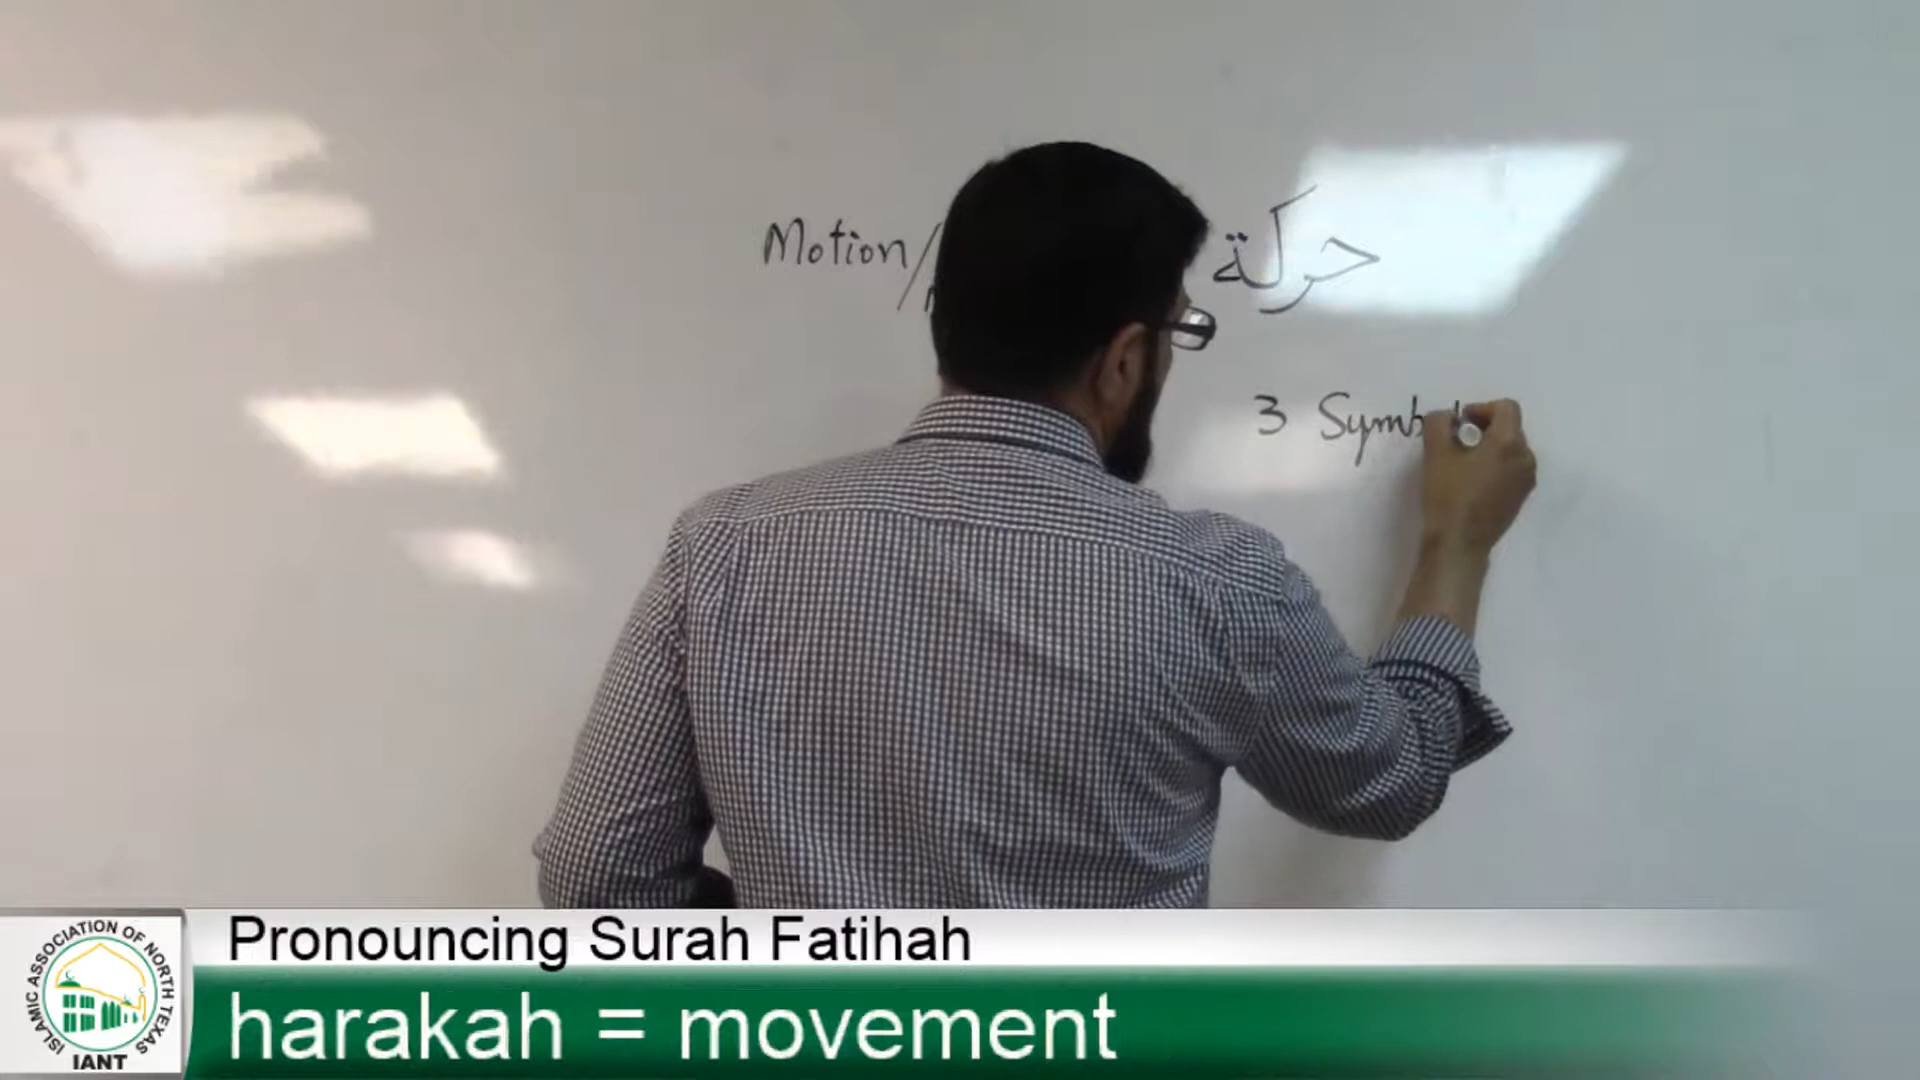 Motion/
حركة
3 Symb
ISLAMIC ASSOCIATION OF NORTH TEXAS
IANT
Pronouncing Surah Fatihah
harakah = movement